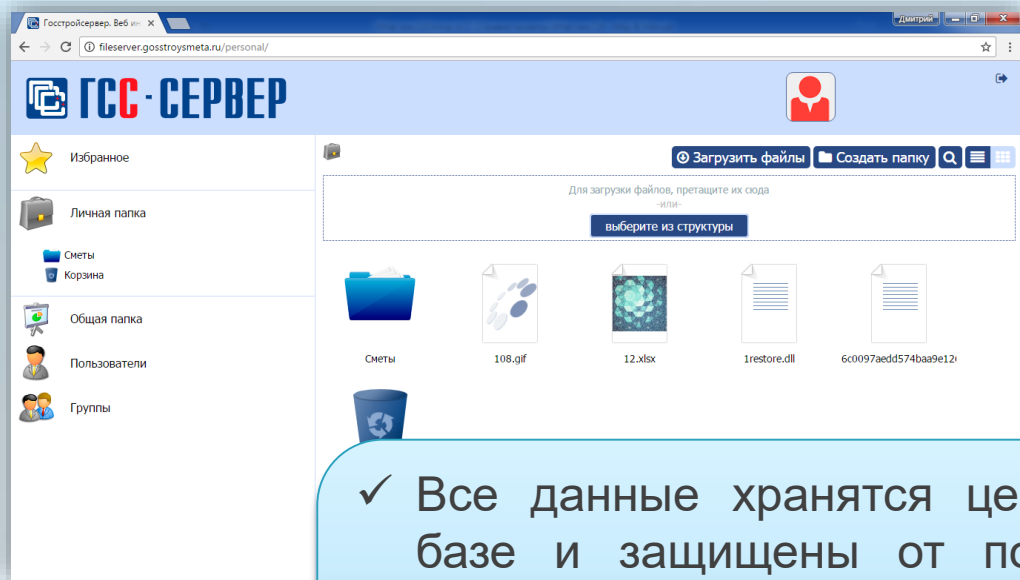 Госстройсервер. Веб ин
Дмитрий
fileserver.gosstroysmeta.ru/personal/
ГСС-СЕРВЕР
Избранное
Личная папка
Сметы
Корзина
Общая папка
Пользователи
Группы
Загрузить файлы
Создать папку
Для загрузки файлов, претащите их сюда
-или-
выберите из структуры
Сметы
108.gif
12.xlsx
1restore.dll
6c0097aedd574baa9e12
✓ Все данные хранятся це
базе и защищены от по